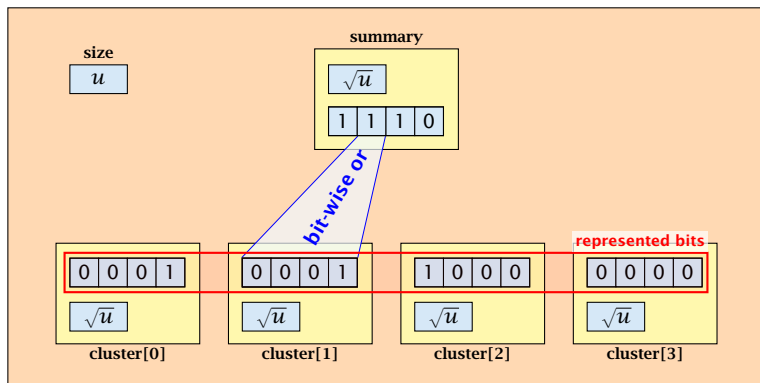 summary
size
u
√u
1 1 1 0
bit-wise or
represented bits
0 0 0 1
0 0 0 1
1 0 0 0
0 0 0 0
√u
√u
√u
√u
cluster[0]
cluster[1]
cluster[2]
cluster[3]